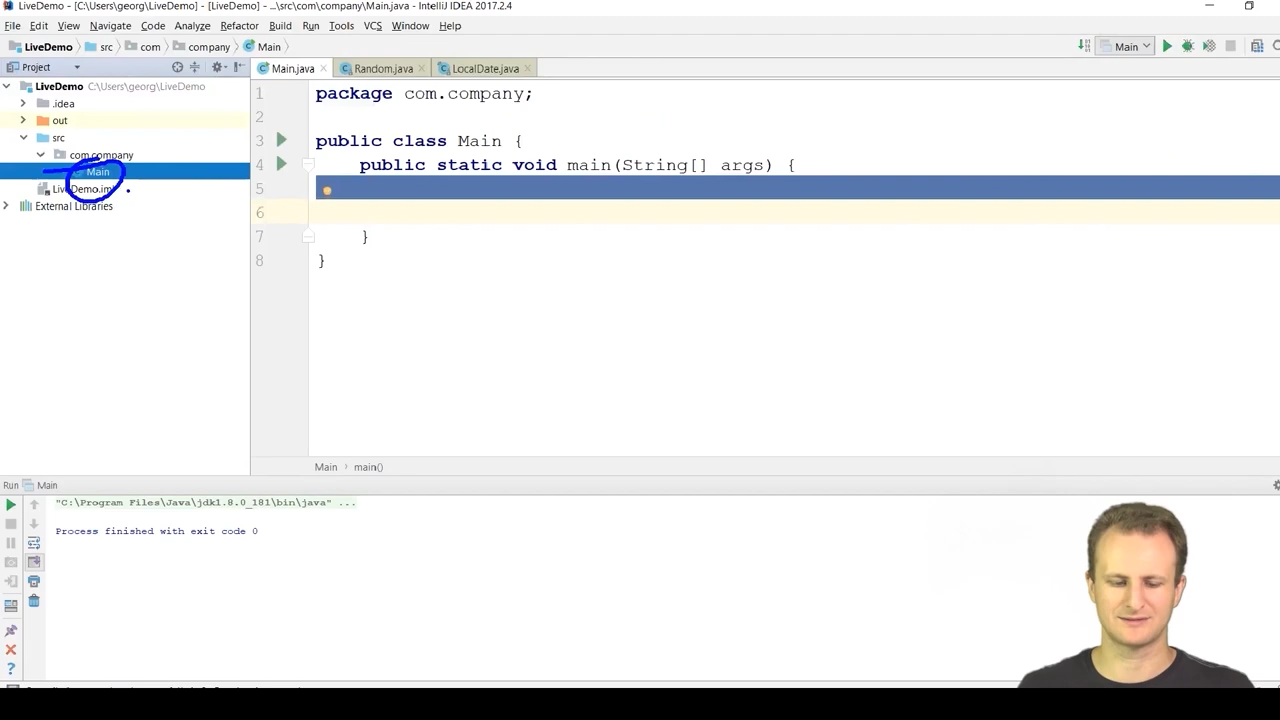 LiveDemo - [C:\Users\georg\LiveDemo] - [LiveDemo] - ...\src\com\company\Main.java - IntelliJ IDEA 2017.2.4
File Edit View Navigate Code Analyze Refactor Build Run Tools VCS Window Help
LiveDemo src com company Main
Main
Project
Main.java Random.java LocalDate.java
LiveDemo C:\Users\georg\LiveDemo
.idea
out
src
com.company
Main
External Libraries
1 package com.company;
2
3 public class Main {
4 public static void main(String[] args) {
5
6
7 }
8 }
Main › main()
Run Main
"C:\Program Files\Java\jdk1.8.0_181\bin\java" ...
Process finished with exit code 0